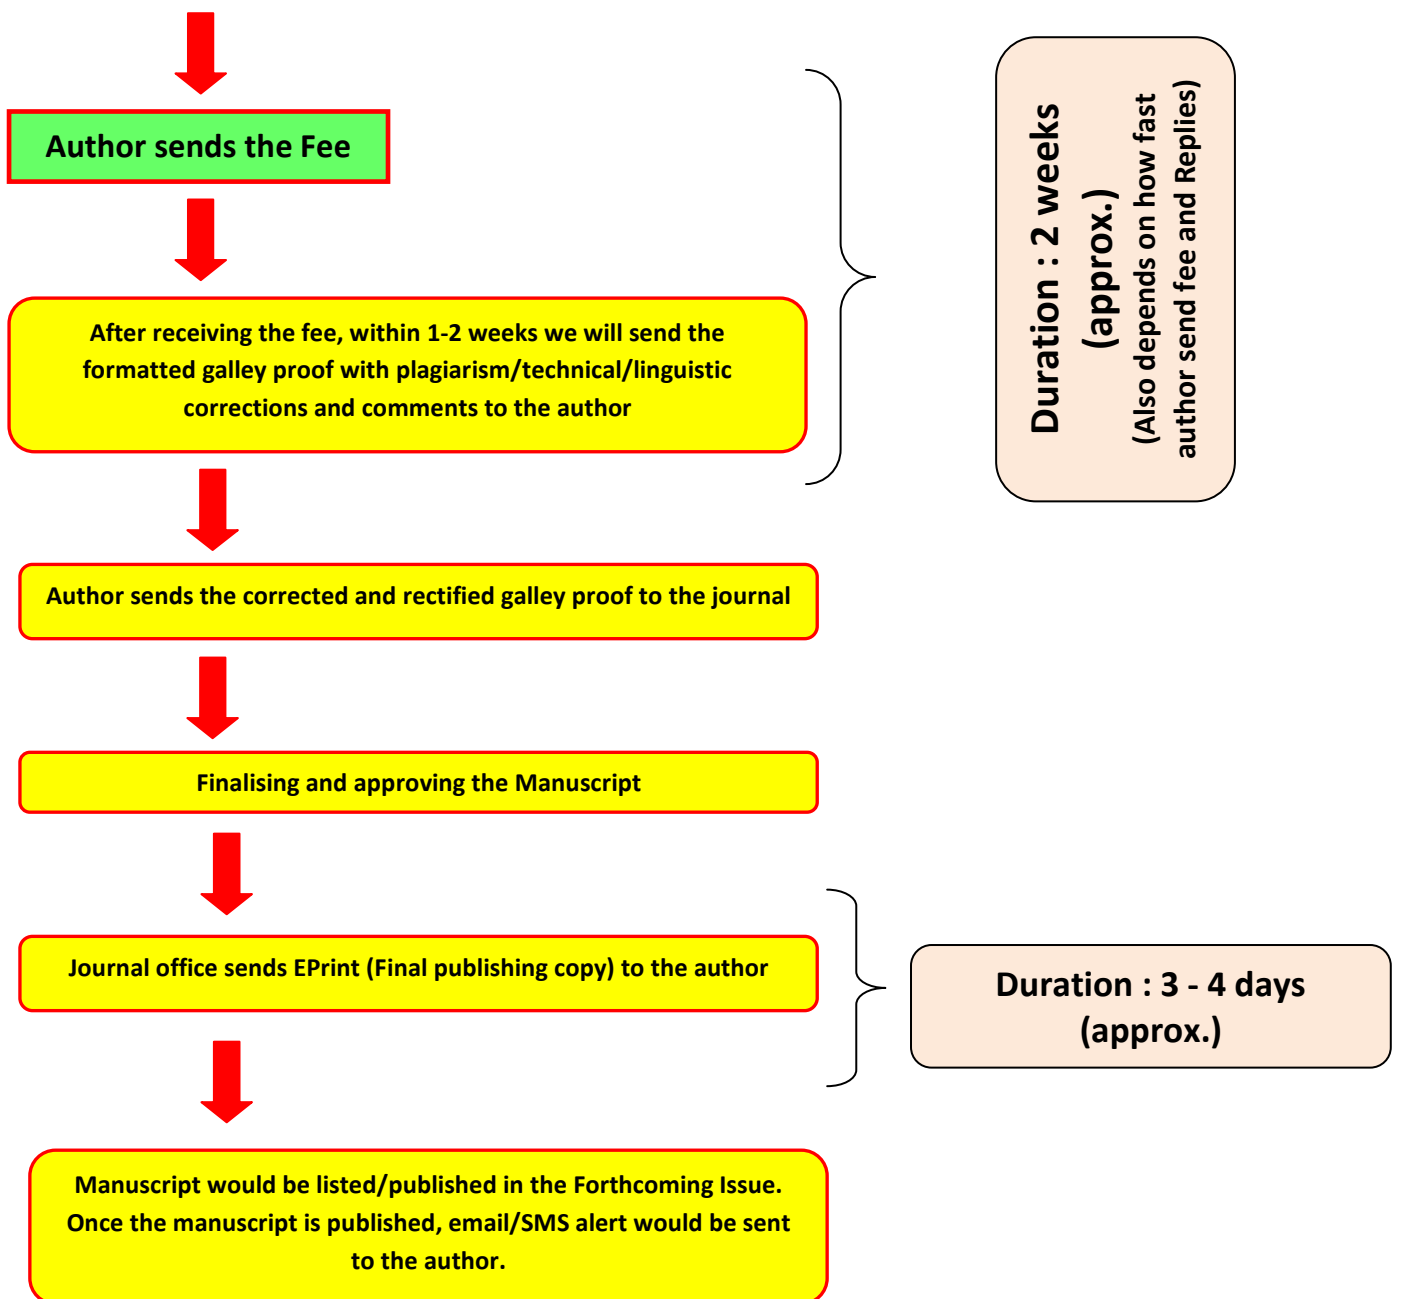 Author sends the Fee
After receiving the fee, within 1-2 weeks we will send the
formatted galley proof with plagiarism/technical/linguistic
corrections and comments to the author
Duration : 2 weeks
(approx.)
(Also depends on how fast
author send fee and Replies)
Author sends the corrected and rectified galley proof to the journal
Finalising and approving the Manuscript
Journal office sends EPrint (Final publishing copy) to the author
Duration : 3 - 4 days
(approx.)
Manuscript would be listed/published in the Forthcoming Issue.
Once the manuscript is published, email/SMS alert would be sent
to the author.